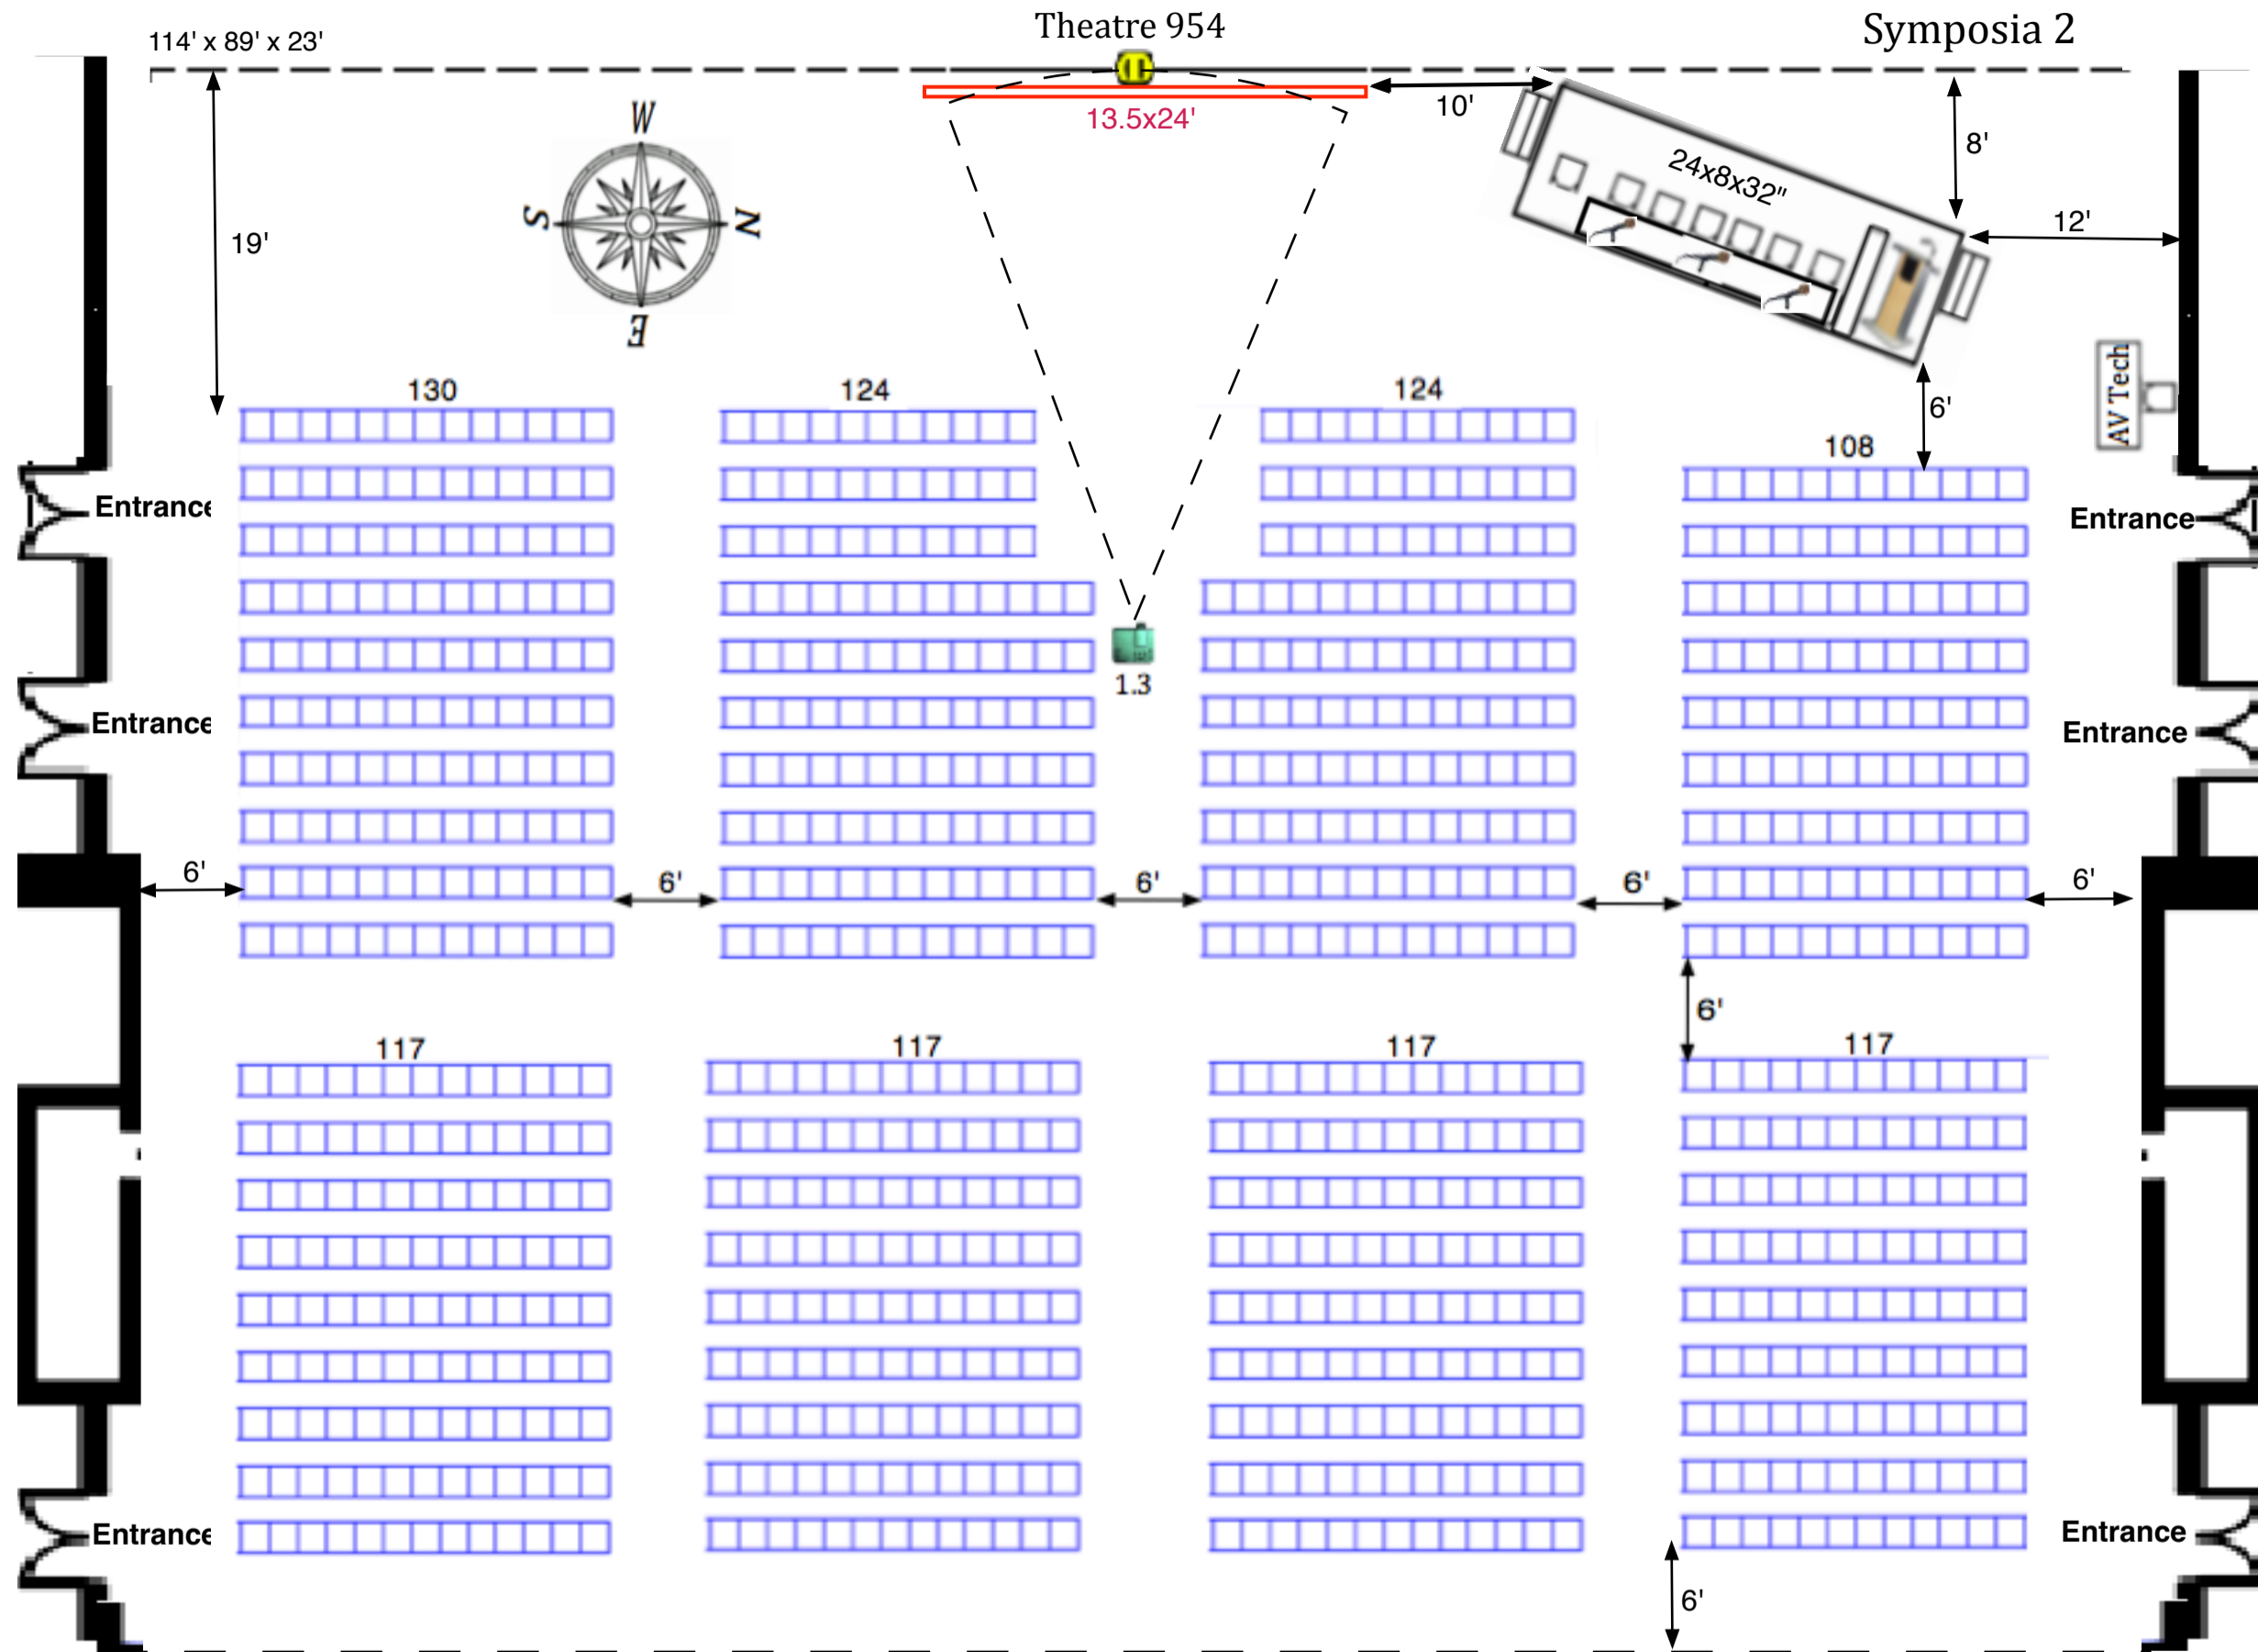 Theatre 954
Symposia 2
114' x 89' x 23'
13.5x24'
10'
8'
24x8x32"
12'
19'
W
S
N
E
AV Tech
6'
130
124
124
108
Entrance
Entrance
1.3
Entrance
Entrance
6'
6'
6'
6'
6'
6'
117
117
117
117
Entrance
Entrance
6'